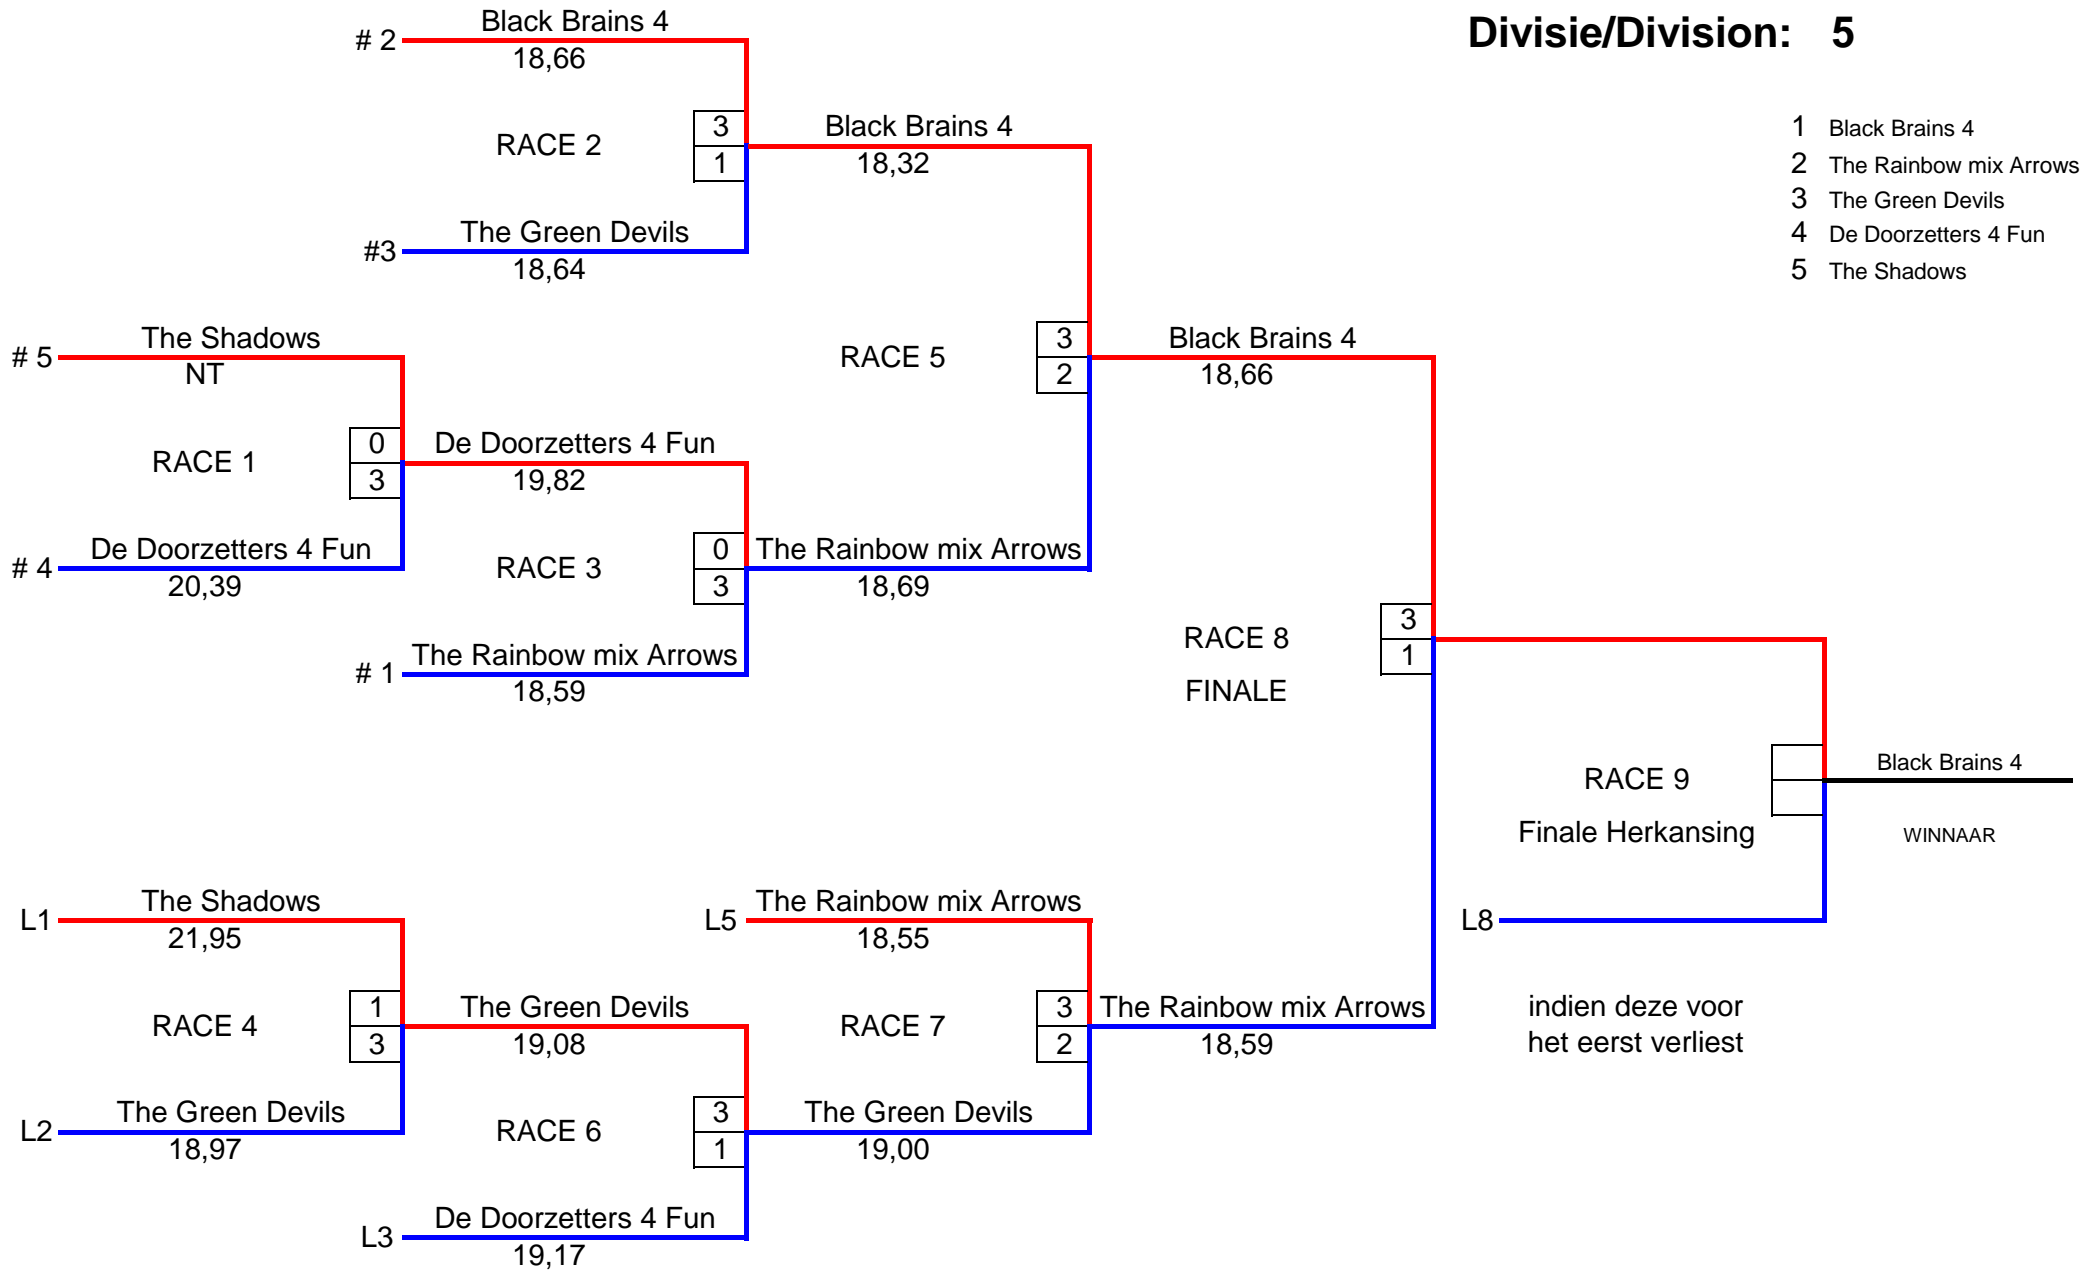 Divisie/Division: 5
1 Black Brains 4
2 The Rainbow mix Arrows
3 The Green Devils
4 De Doorzetters 4 Fun
5 The Shadows
# 2
Black Brains 4
18,66
RACE 2
3
1
#3
The Green Devils
18,64
# 5
The Shadows
NT
RACE 1
0
3
# 4
De Doorzetters 4 Fun
20,39
De Doorzetters 4 Fun
19,82
RACE 3
0
3
# 1
The Rainbow mix Arrows
18,59
Black Brains 4
18,32
RACE 5
3
2
The Rainbow mix Arrows
18,69
Black Brains 4
18,66
RACE 8
FINALE
3
1
The Rainbow mix Arrows
18,59
L1
The Shadows
21,95
RACE 4
1
3
L2
The Green Devils
18,97
The Green Devils
19,08
RACE 6
3
1
L3
De Doorzetters 4 Fun
19,17
L5
The Rainbow mix Arrows
18,55
RACE 7
3
2
The Green Devils
19,00
RACE 9
Finale Herkansing
Black Brains 4
WINNAAR
L8
indien deze voor
het eerst verliest